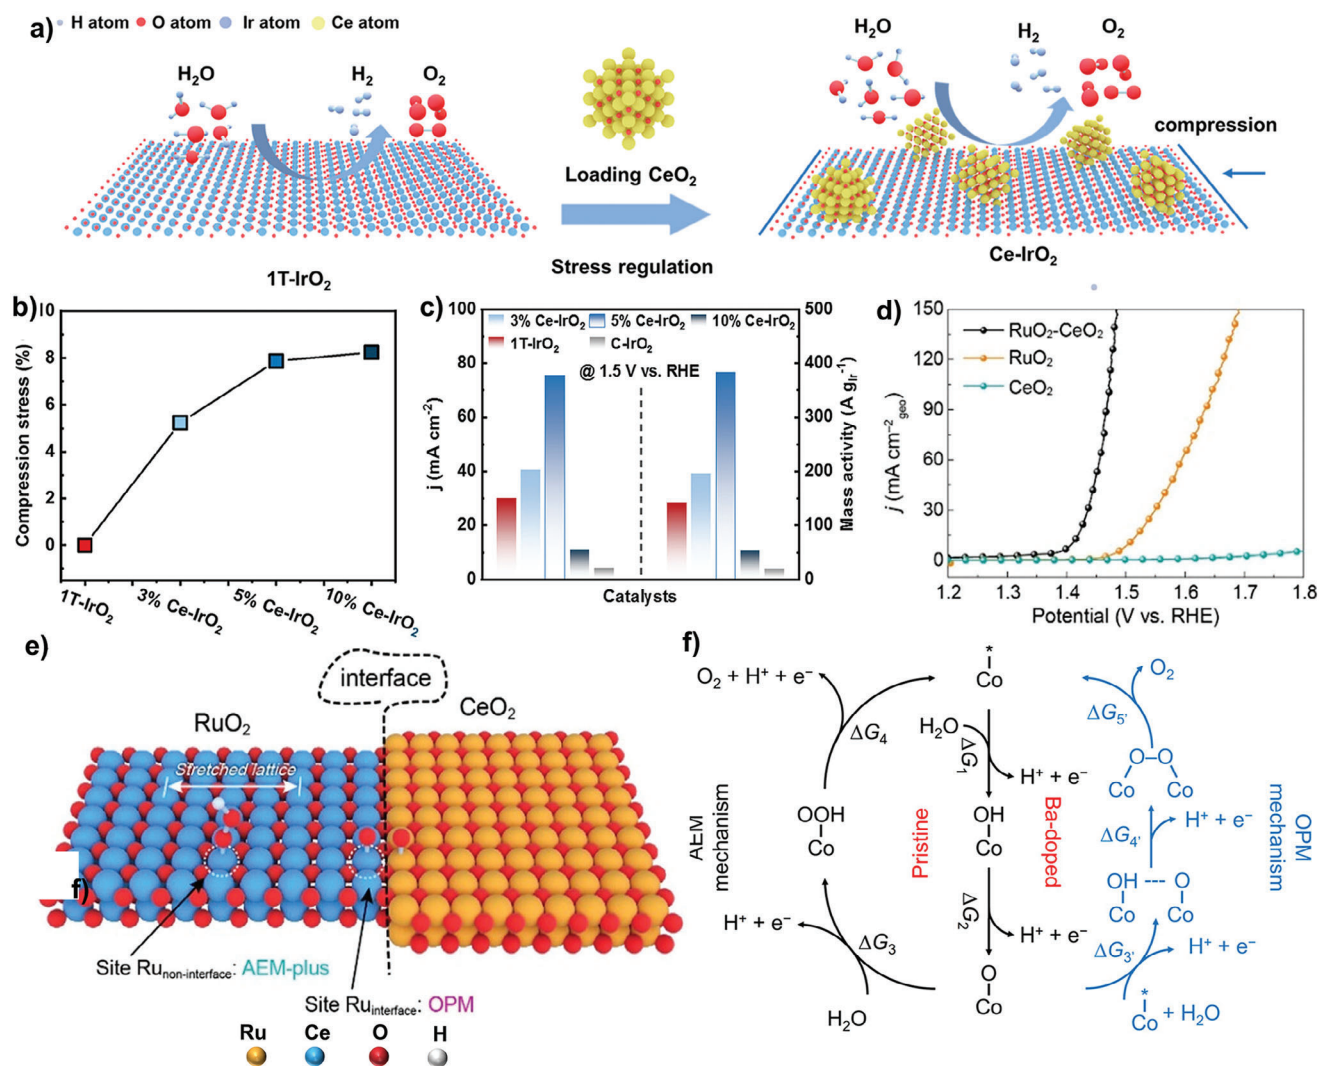 a)
H atom O atom Ir atom Ce atom
H₂O
H₂
O₂
1T-IrO₂
Loading CeO₂
Stress regulation
H₂O
H₂
O₂
compression
Ce-IrO₂
b)
Compression stress (%)
10
8
6
4
2
0
1T-IrO₂
3% Ce-IrO₂
5% Ce-IrO₂
10% Ce-IrO₂
c)
j (mA cm⁻²)
100
80
60
40
20
0
3% Ce-IrO₂ 5% Ce-IrO₂ 10% Ce-IrO₂
1T-IrO₂ C-IrO₂
@ 1.5 V vs. RHE
500
400
300
200
100
0
Mass activity (A g_Ir⁻¹)
Catalysts
d)
j (mA cm⁻²_geo)
150
120
90
60
30
0
RuO₂-CeO₂
RuO₂
CeO₂
1.2 1.3 1.4 1.5 1.6 1.7 1.8
Potential (V vs. RHE)
e)
interface
RuO₂
CeO₂
Stretched lattice
f)
Site Ru_non-interface: AEM-plus
Site Ru_interface: OPM
Ru Ce O H
f)
*
Co
O₂ + H⁺ + e⁻
ΔG₄
H₂O
ΔG₁
H⁺ + e⁻
OOH
Co
OH
Co
AEM
mechanism
Pristine
Ba-doped
ΔG₂
H⁺ + e⁻
H⁺ + e⁻
ΔG₃
O
Co
H₂O
O₂
ΔG₅'
O–O
Co Co
ΔG₄'
H⁺ + e⁻
OPM
mechanism
OH --- O
Co Co
ΔG₃'
H⁺ + e⁻
*
Co + H₂O